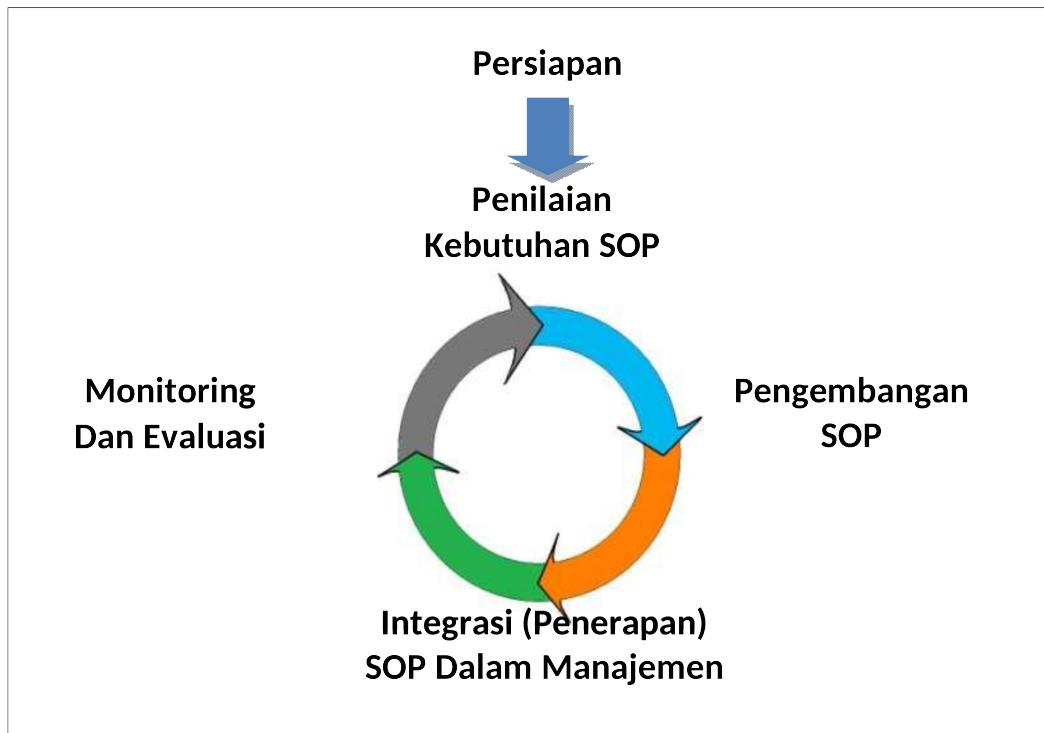 Persiapan
Penilaian
Kebutuhan SOP
Monitoring
Dan Evaluasi
Pengembangan
SOP
Integrasi (Penerapan)
SOP Dalam Manajemen